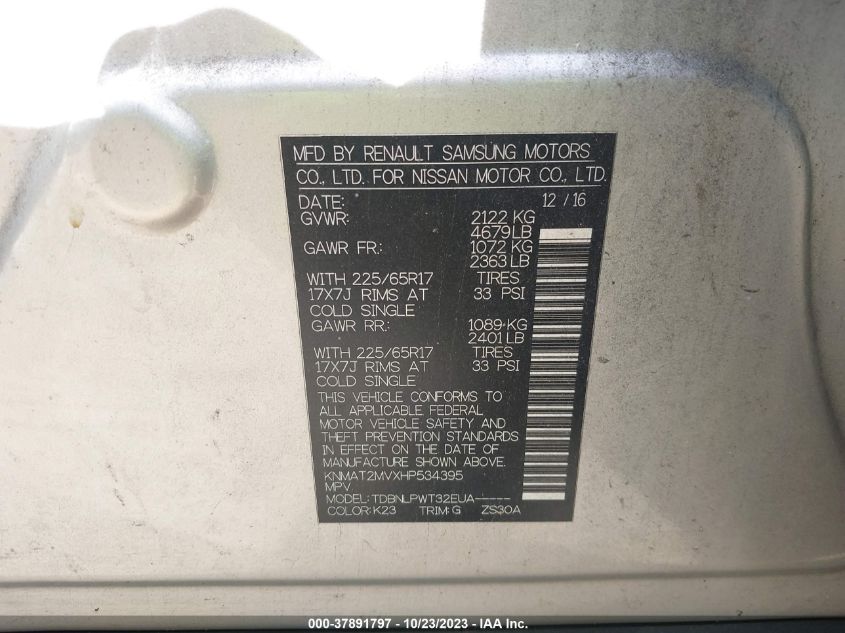 MFD BY RENAULT SAMSUNG MOTORS
CO., LTD. FOR NISSAN MOTOR CO., LTD.
DATE: 12 / 16
GVWR: 2122 KG
4679 LB
GAWR FR.: 1072 KG
2363 LB
WITH 225/65R17 TIRES
17X7J RIMS AT 33 PSI
COLD SINGLE
GAWR RR.: 1089 KG
2401 LB
WITH 225/65R17 TIRES
17X7J RIMS AT 33 PSI
COLD SINGLE
THIS VEHICLE CONFORMS TO
ALL APPLICABLE FEDERAL
MOTOR VEHICLE SAFETY AND
THEFT PREVENTION STANDARDS
IN EFFECT ON THE DATE OF
MANUFACTURE SHOWN ABOVE.
KNMAT2MVXHP534395
MPV
MODEL: TDBNLPWT32EUA-----
COLOR: K23 TRIM: G ZS30A
000-37891797 - 10/23/2023 - IAA Inc.